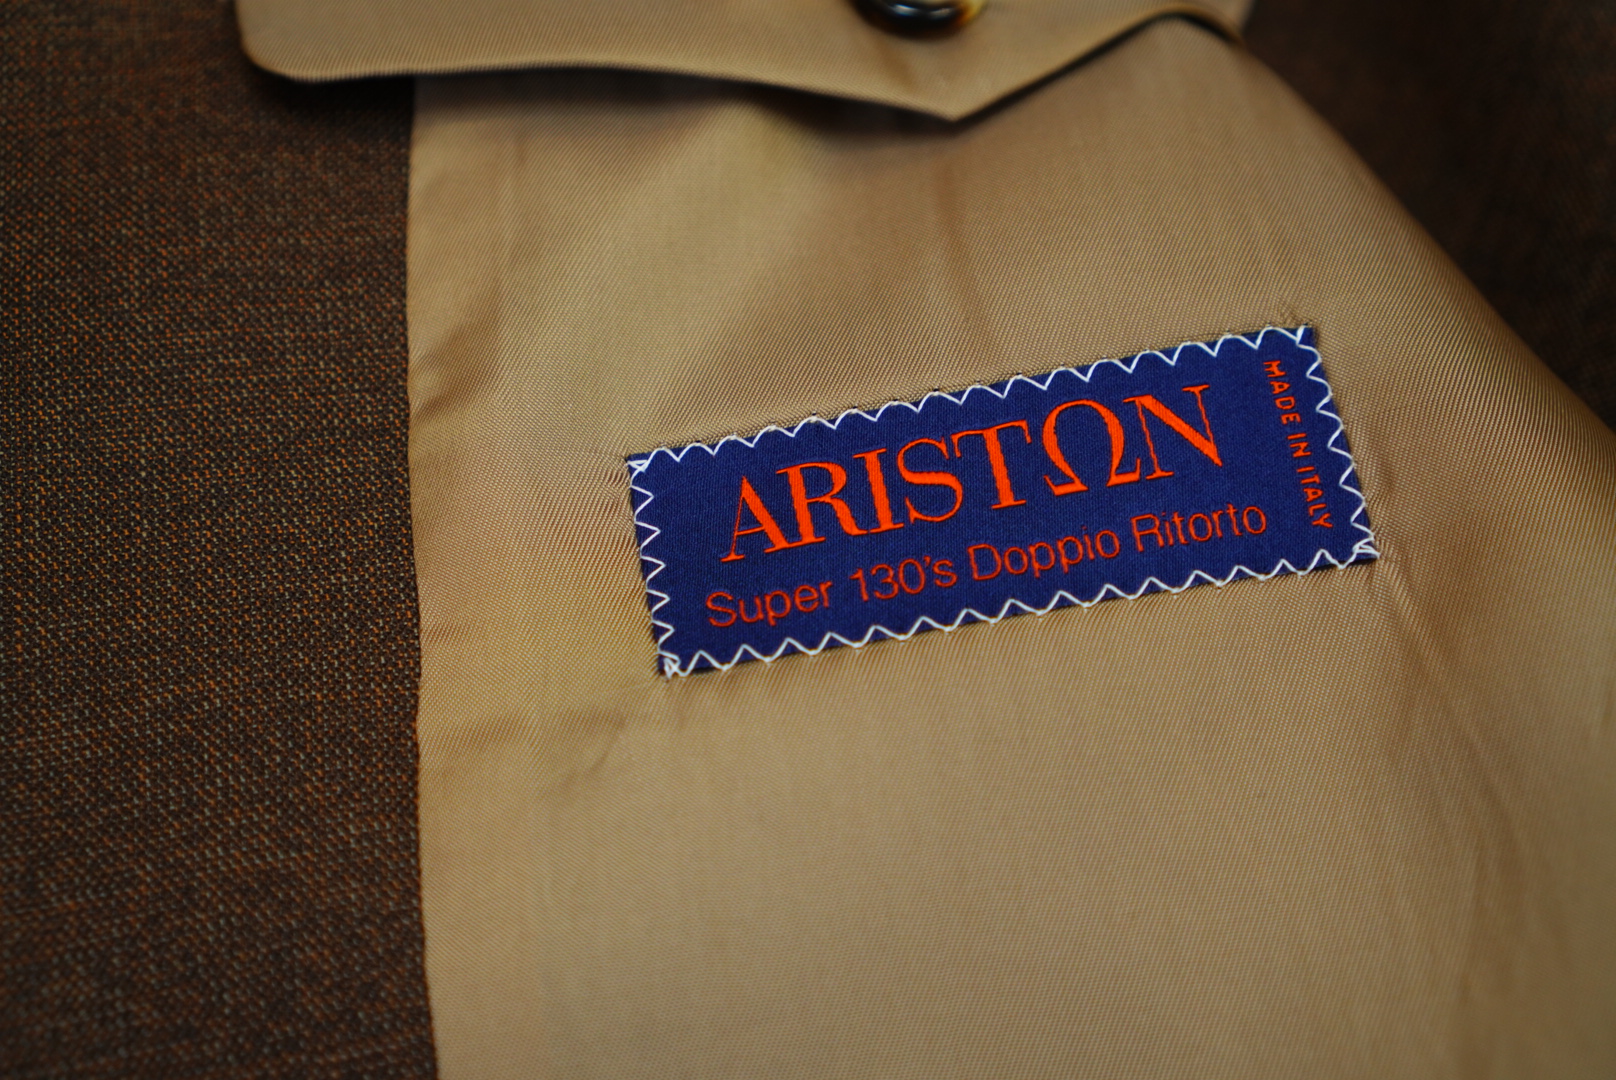 ARISTΩN
Super 130's Doppio Ritorto
MADE IN ITALY